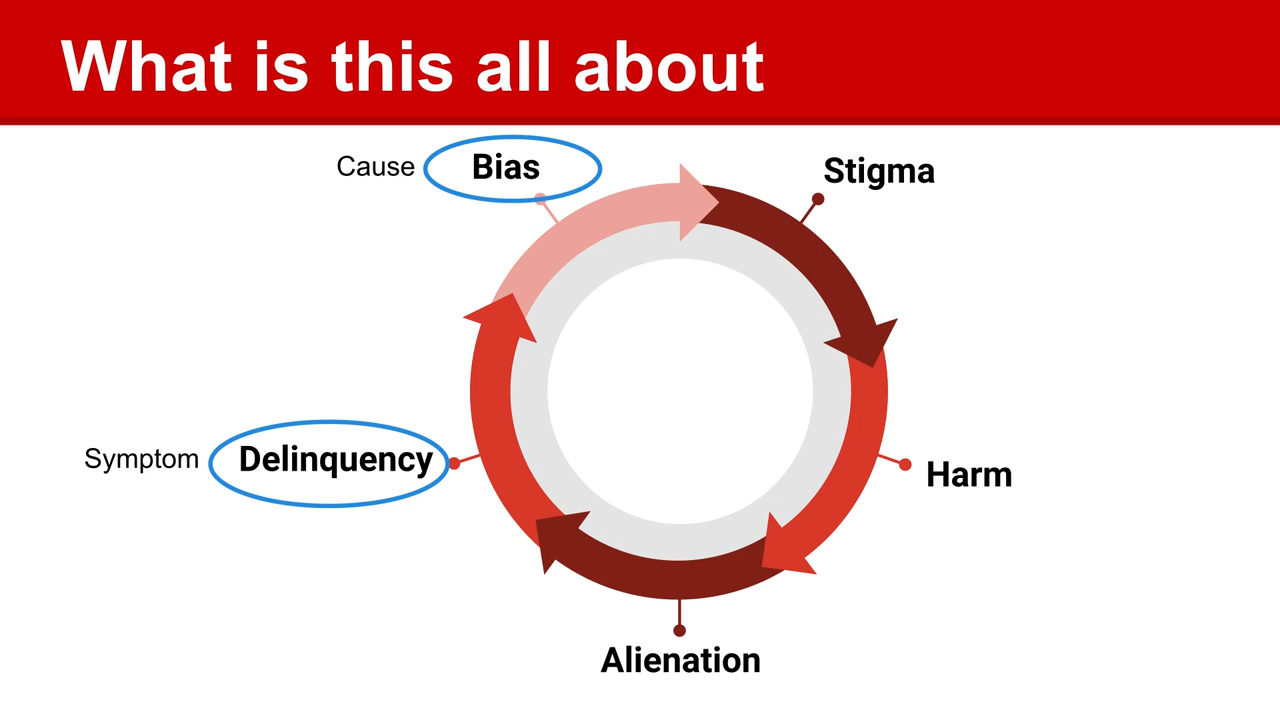 What is this all about
Cause Bias
Stigma
Symptom Delinquency
Harm
Alienation